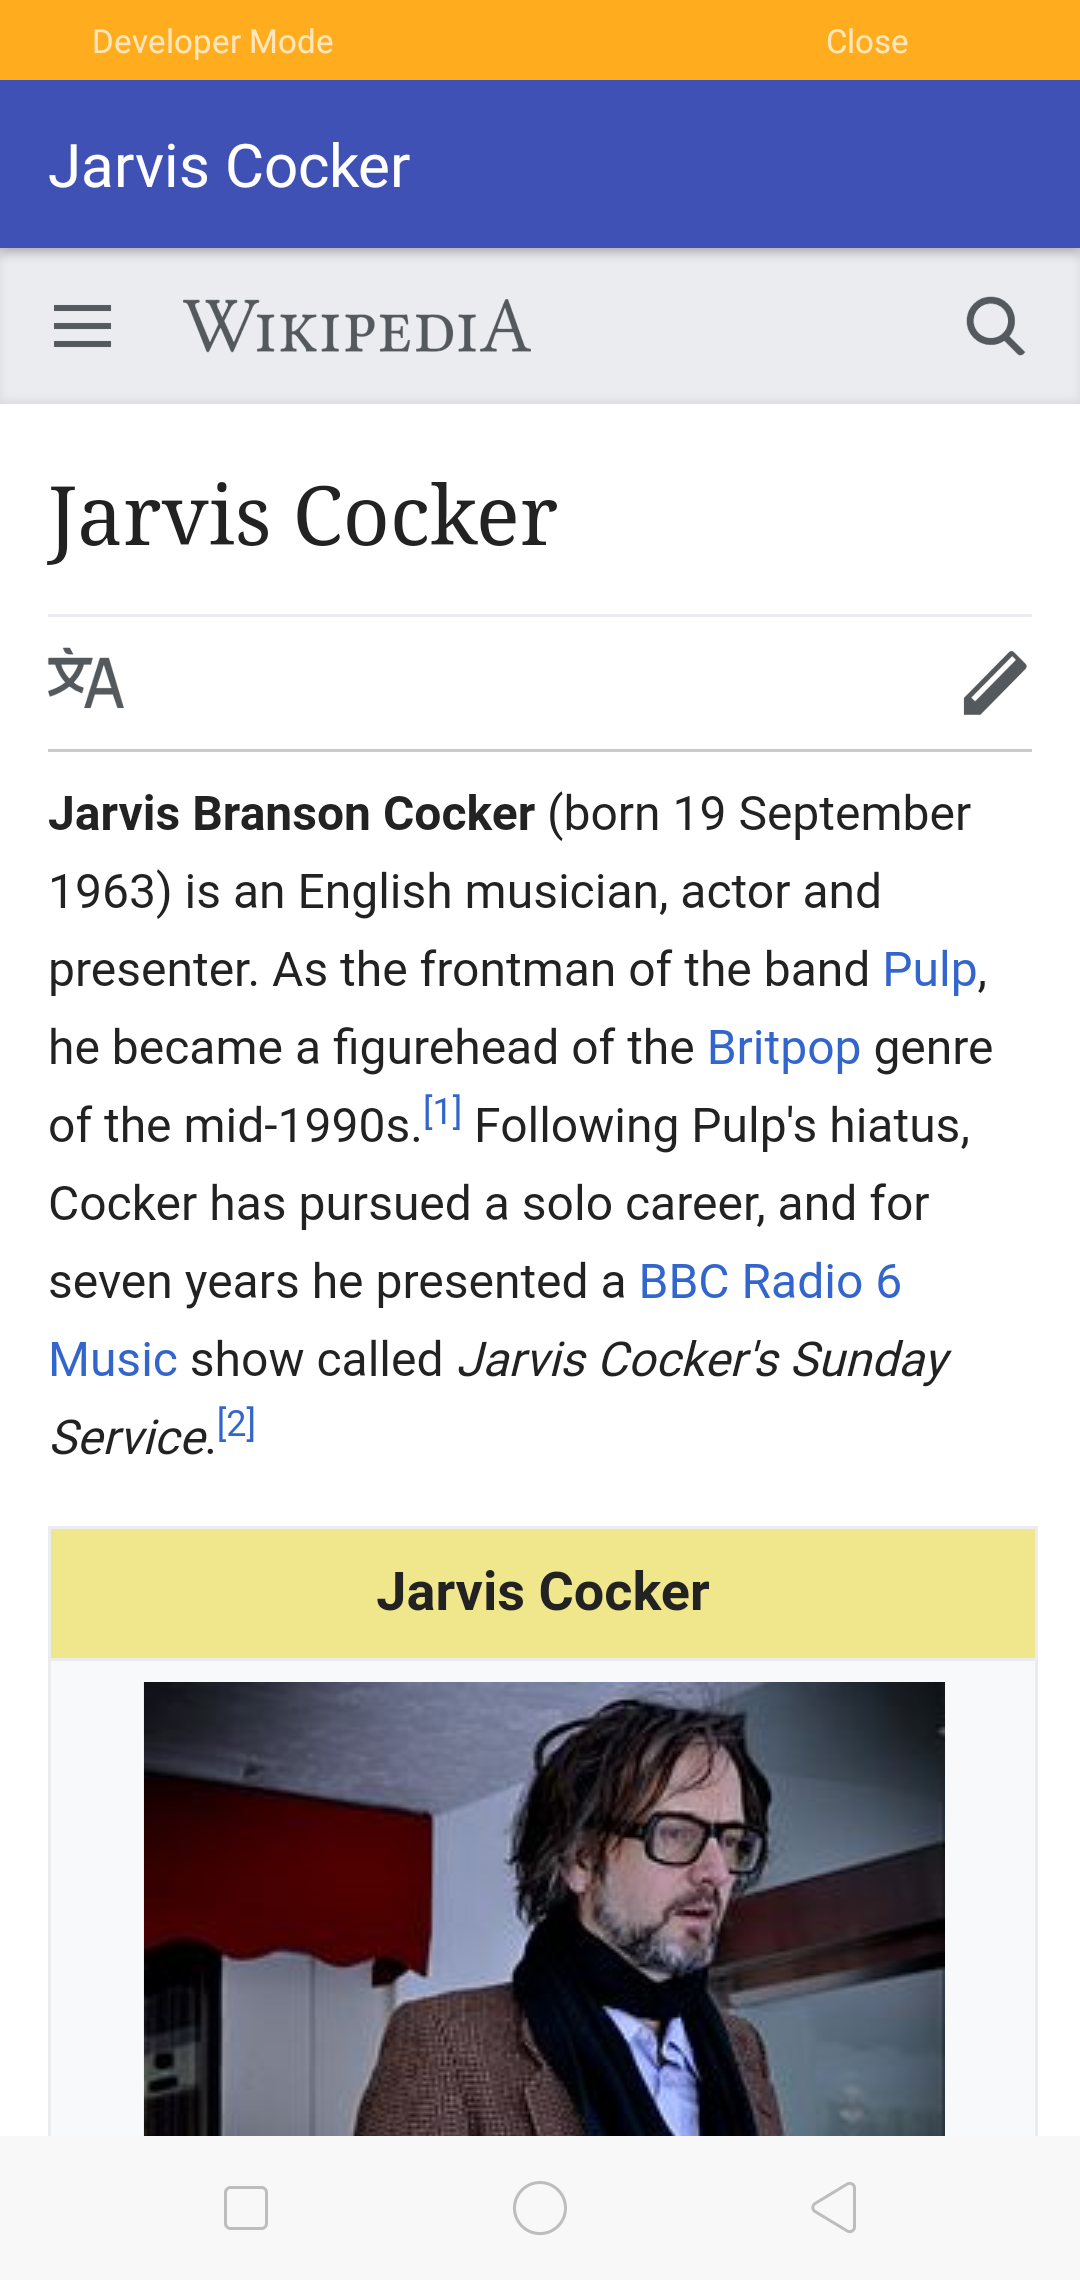 Developer Mode Close
Jarvis Cocker
WIKIPEDIA
Jarvis Cocker
文A
Jarvis Branson Cocker (born 19 September
1963) is an English musician, actor and
presenter. As the frontman of the band Pulp,
he became a figurehead of the Britpop genre
of the mid-1990s.[1] Following Pulp's hiatus,
Cocker has pursued a solo career, and for
seven years he presented a BBC Radio 6
Music show called Jarvis Cocker's Sunday
Service.[2]
Jarvis Cocker